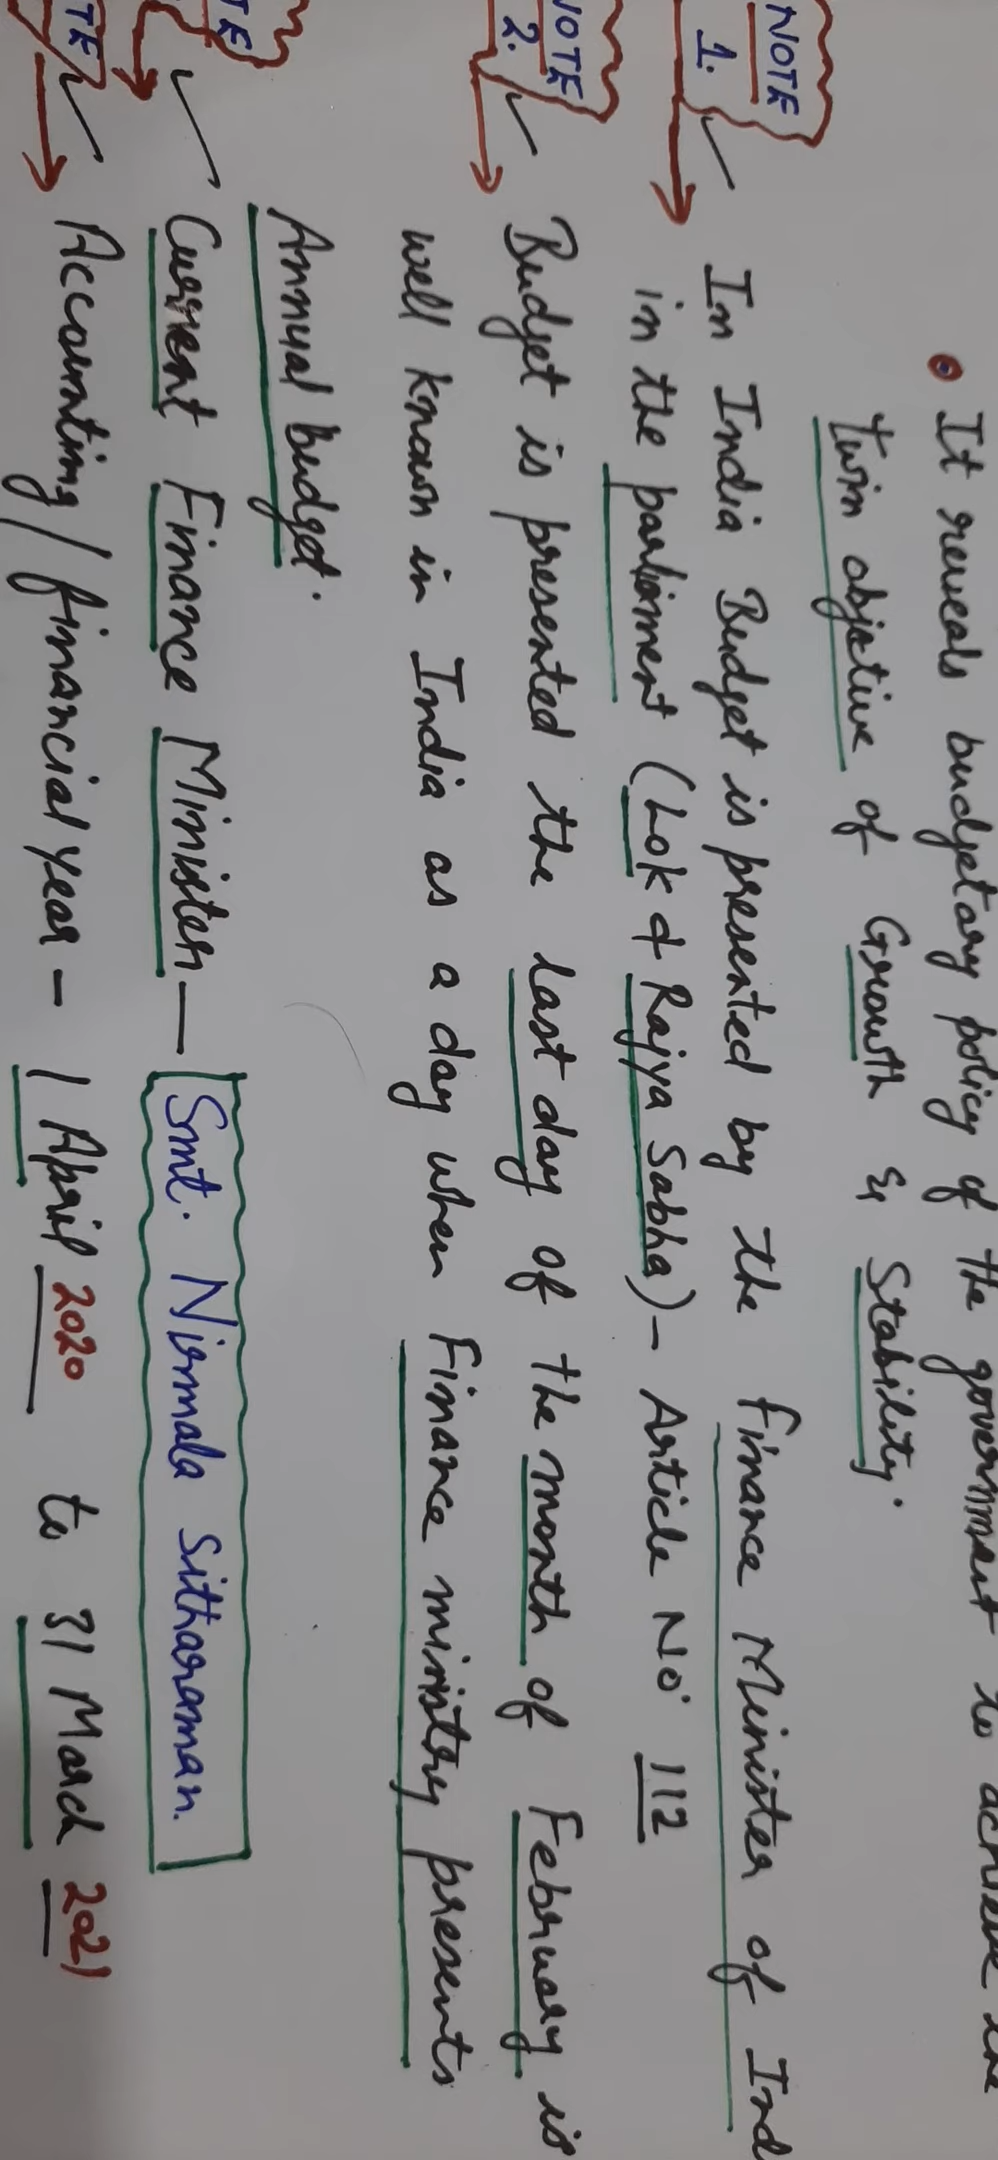 It reveals budgetary policy of the government to achieve the
twin objective of Growth & Stability.
NOTE 1.
In India Budget is presented by the Finance Minister of Ind
in the parliament (Lok & Rajya Sabha) - Article No. 112
NOTE 2.
Budget is presented the last day of the month of February is
well known in India as a day when Finance ministry presents
Annual budget.
TE
Current Finance Minister - Smt. Nirmala Sitharaman.
TE
Accounting / financial year - 1 April 2020 to 31 March 2021